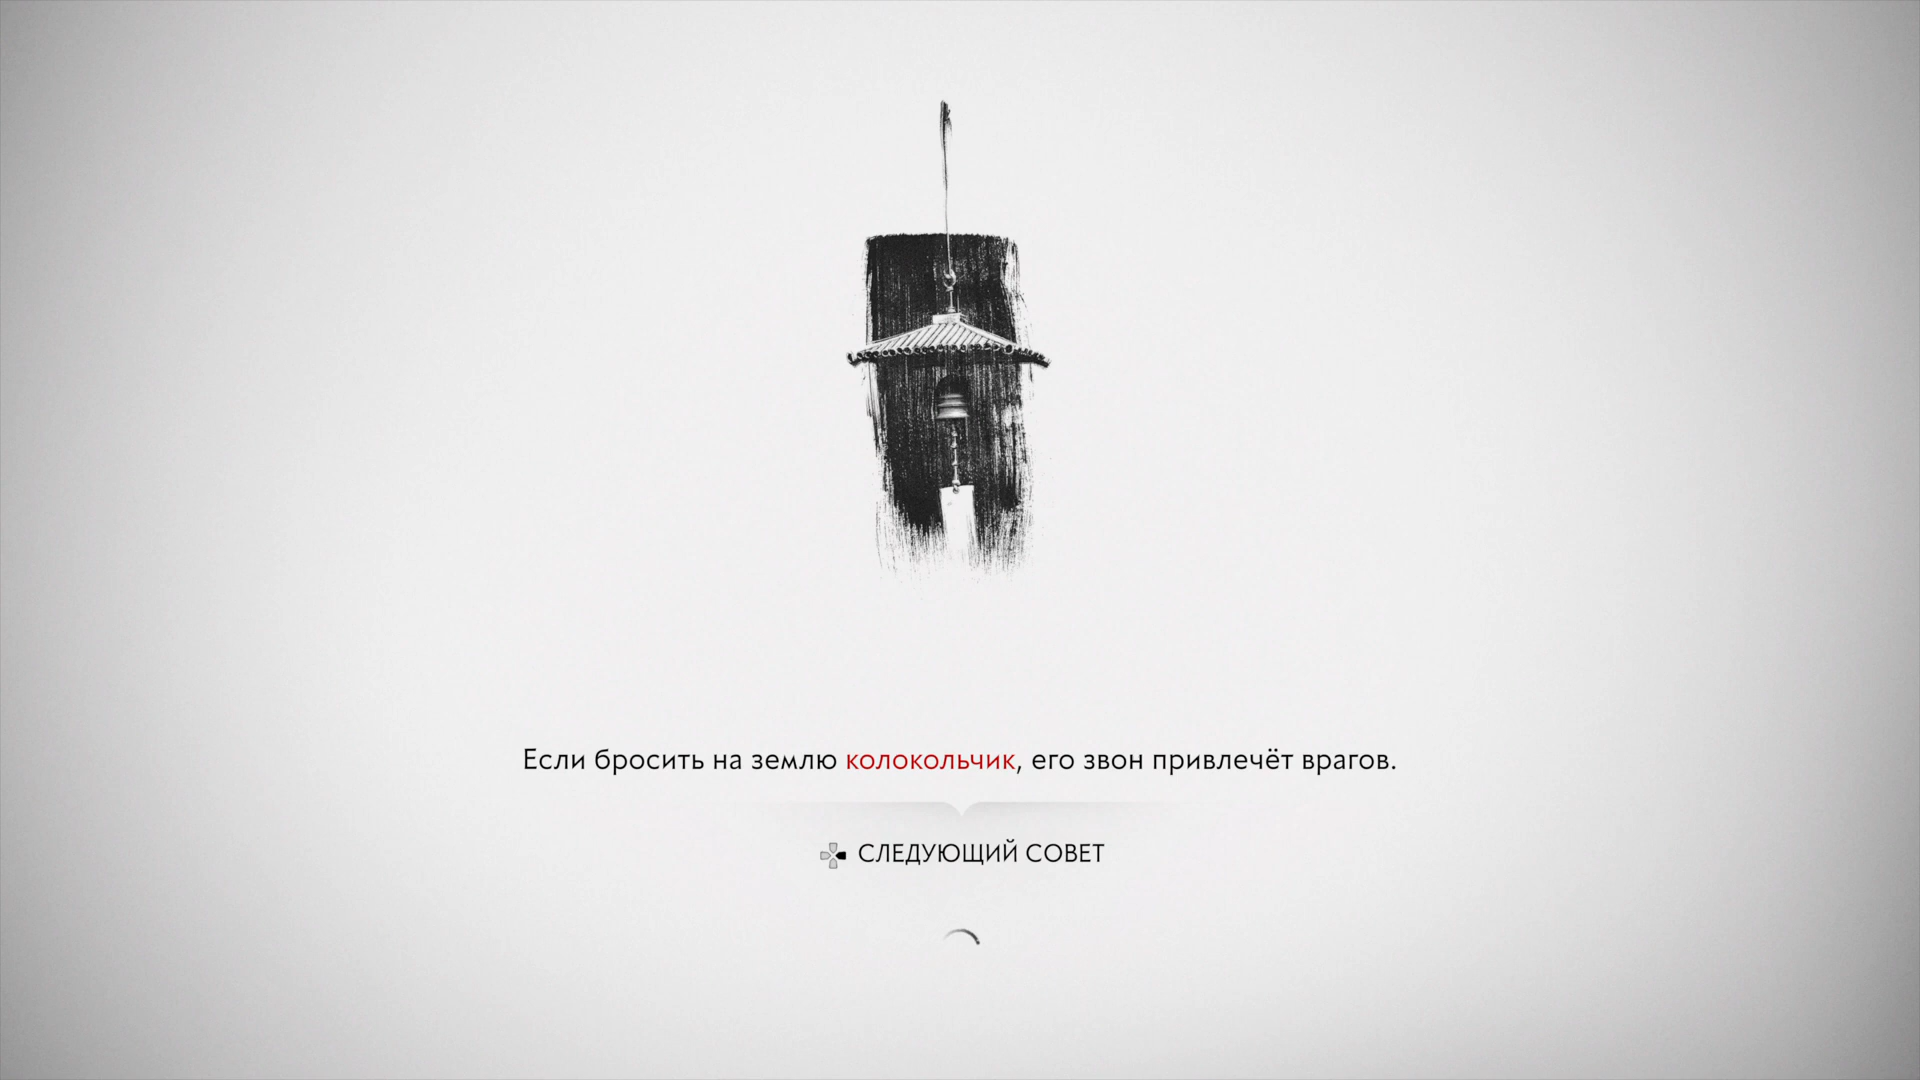 Если бросить на землю колокольчик, его звон привлечёт врагов.
СЛЕДУЮЩИЙ СОВЕТ